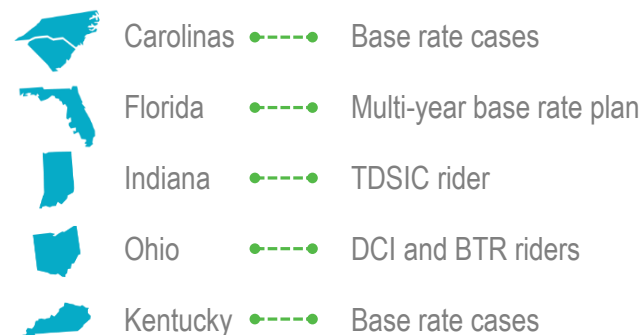 Carolinas Base rate cases
Florida Multi-year base rate plan
Indiana TDSIC rider
Ohio DCI and BTR riders
Kentucky Base rate cases